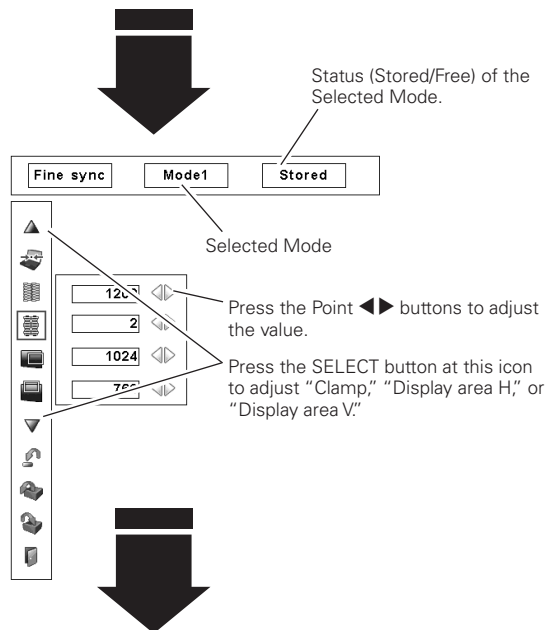 Status (Stored/Free) of the
Selected Mode.
Fine sync Mode1 Stored
Selected Mode
Press the Point ◀▶ buttons to adjust
the value.
2
1024
Press the SELECT button at this icon
to adjust “Clamp,” “Display area H,” or
“Display area V.”